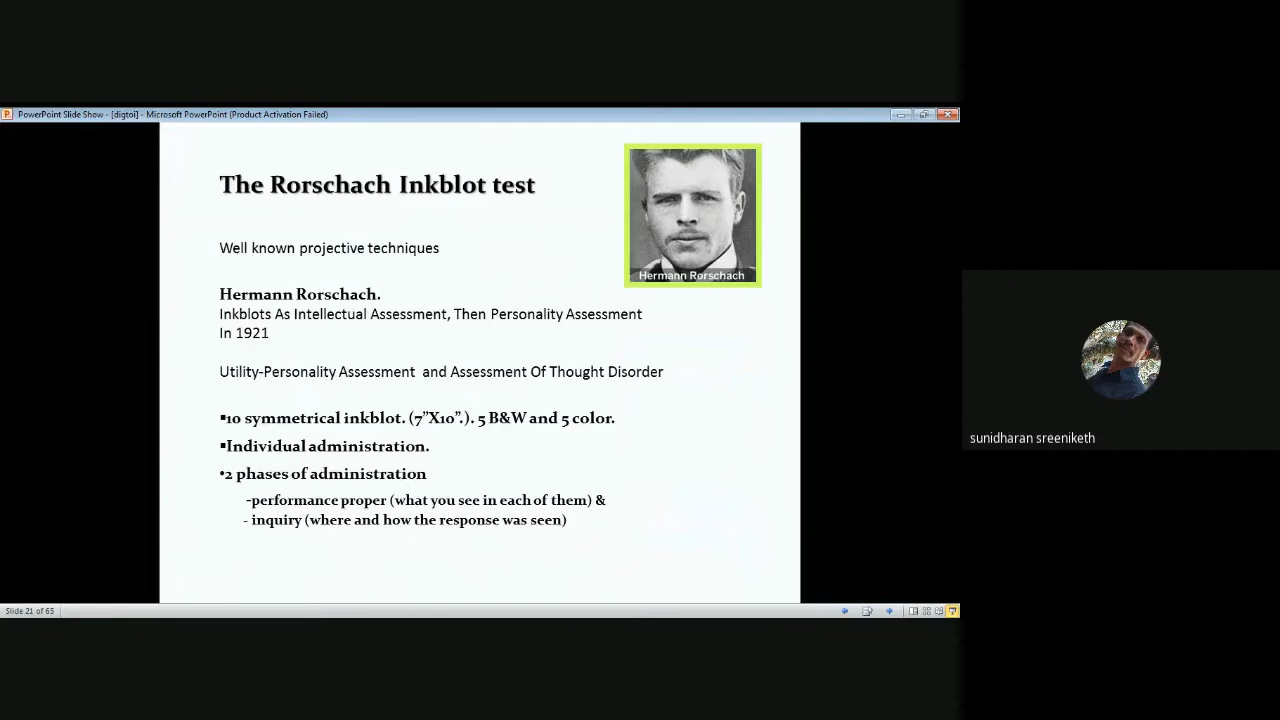 PowerPoint Slide Show - [digtoi] - Microsoft PowerPoint (Product Activation Failed)
The Rorschach Inkblot test
Hermann Rorschach
Well known projective techniques
Hermann Rorschach.
Inkblots As Intellectual Assessment, Then Personality Assessment
In 1921
Utility-Personality Assessment and Assessment Of Thought Disorder
▪10 symmetrical inkblot. (7”X10”.). 5 B&W and 5 color.
▪Individual administration.
•2 phases of administration
-performance proper (what you see in each of them) &
- inquiry (where and how the response was seen)
Slide 21 of 65
sunidharan sreeniketh